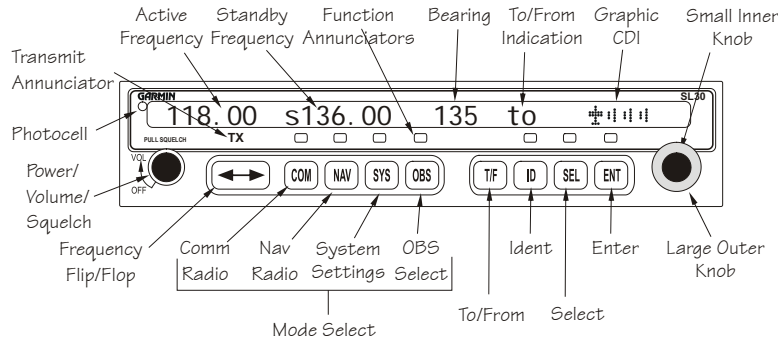 Active Frequency
Standby Frequency
Function Annunciators
Bearing
To/From Indication
Graphic CDI
Small Inner Knob
Transmit Annunciator
Photocell
Power/ Volume/ Squelch
GARMIN
SL30
118.00 s136.00 135 to
PULL SQUELCH
TX
VOL
OFF
COM
NAV
SYS
OBS
T/F
ID
SEL
ENT
Frequency Flip/Flop
Comm Radio
Nav Radio
System Settings
OBS Select
Mode Select
To/From
Ident
Select
Enter
Large Outer Knob